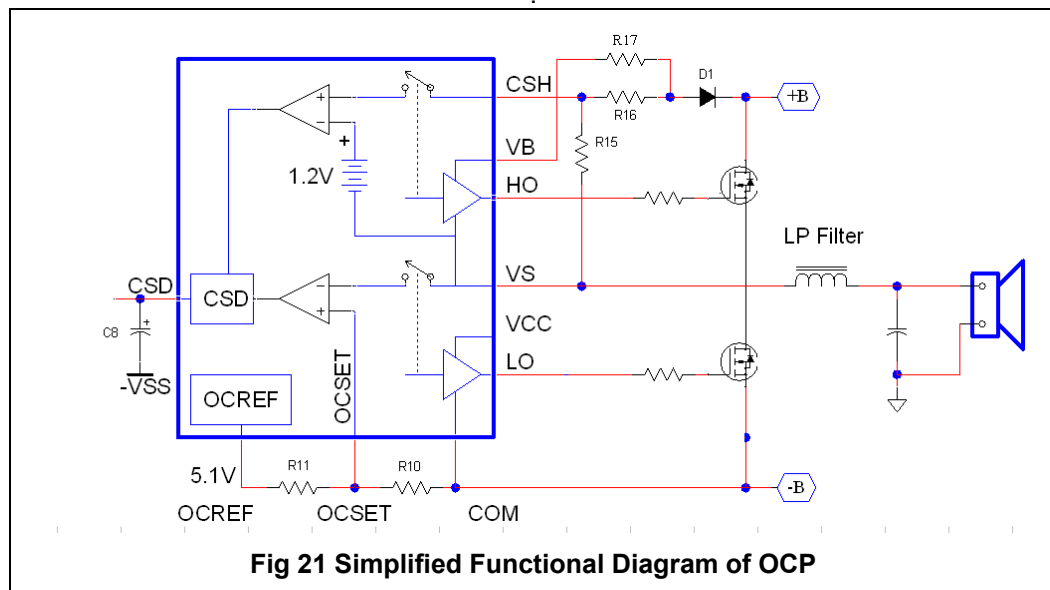 R17
D1
CSH
+B
R16
R15
VB
1.2V
HO
LP Filter
VS
CSD
CSD
C8
VCC
LO
-VSS
OCSET
OCREF
5.1V
R11
R10
-B
OCREF
OCSET
COM
Fig 21 Simplified Functional Diagram of OCP